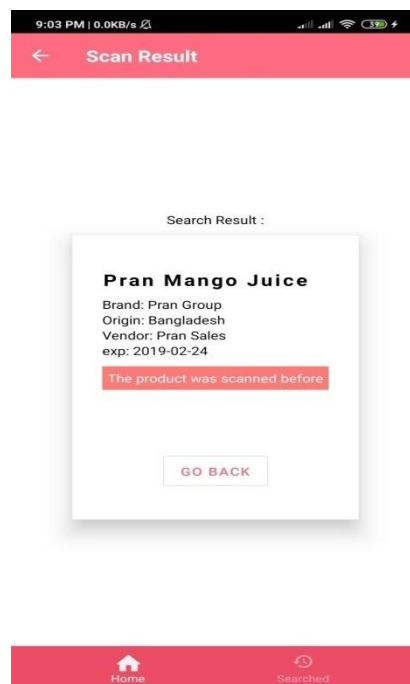 9:03 PM | 0.0KB/s
39
Scan Result
Search Result :
Pran Mango Juice
Brand: Pran Group
Origin: Bangladesh
Vendor: Pran Sales
exp: 2019-02-24
The product was scanned before
GO BACK
Home
Searched